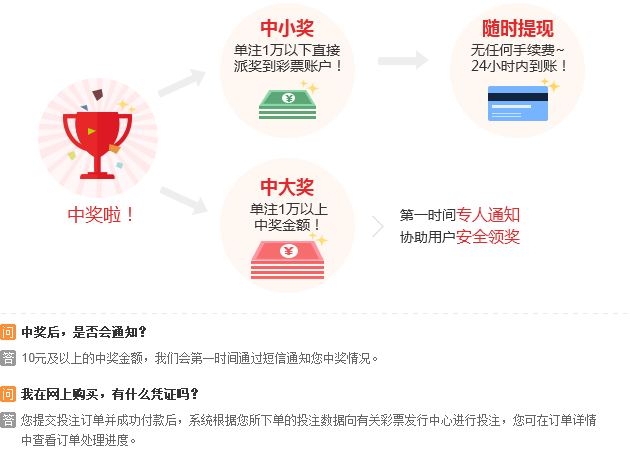 中小奖
单注1万以下直接
派奖到彩票账户！
随时提现
无任何手续费~
24小时内到账！
中奖啦！
中大奖
单注1万以上
中奖金额！
第一时间专人通知
协助用户安全领奖
问 中奖后，是否会通知？
答 10元及以上的中奖金额，我们会第一时间通过短信通知您中奖情况。
问 我在网上购买，有什么凭证吗？
答 您提交投注订单并成功付款后，系统根据您所下单的投注数据向有关彩票发行中心进行投注，您可在订单详情
中查看订单处理进度。